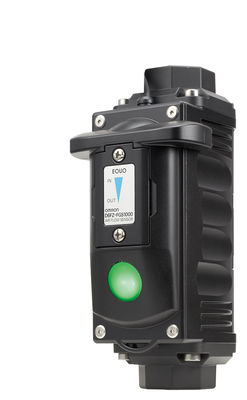 EQUO
IN
OUT
OMRON
D6FZ-FGS1000
AIR FLOW SENSOR